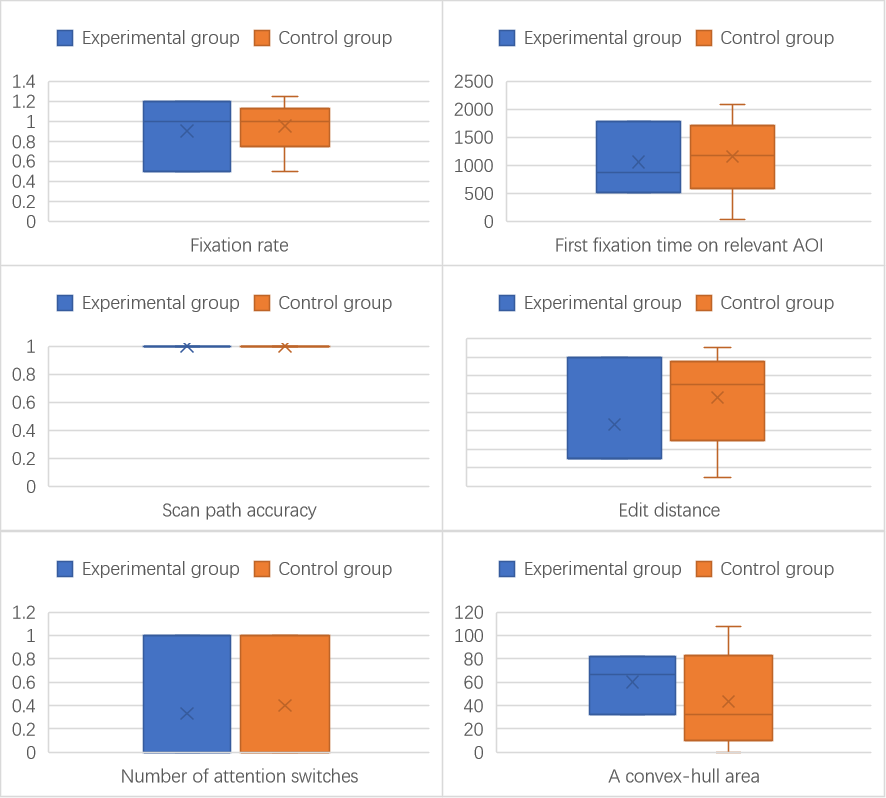 Experimental group Control group
1.4
1.2
1
0.8
0.6
0.4
0.2
0
Fixation rate
Experimental group Control group
2500
2000
1500
1000
500
0
First fixation time on relevant AOI
Experimental group Control group
1
0.8
0.6
0.4
0.2
0
Scan path accuracy
Experimental group Control group
Edit distance
Experimental group Control group
1.2
1
0.8
0.6
0.4
0.2
0
Number of attention switches
Experimental group Control group
120
100
80
60
40
20
0
A convex-hull area